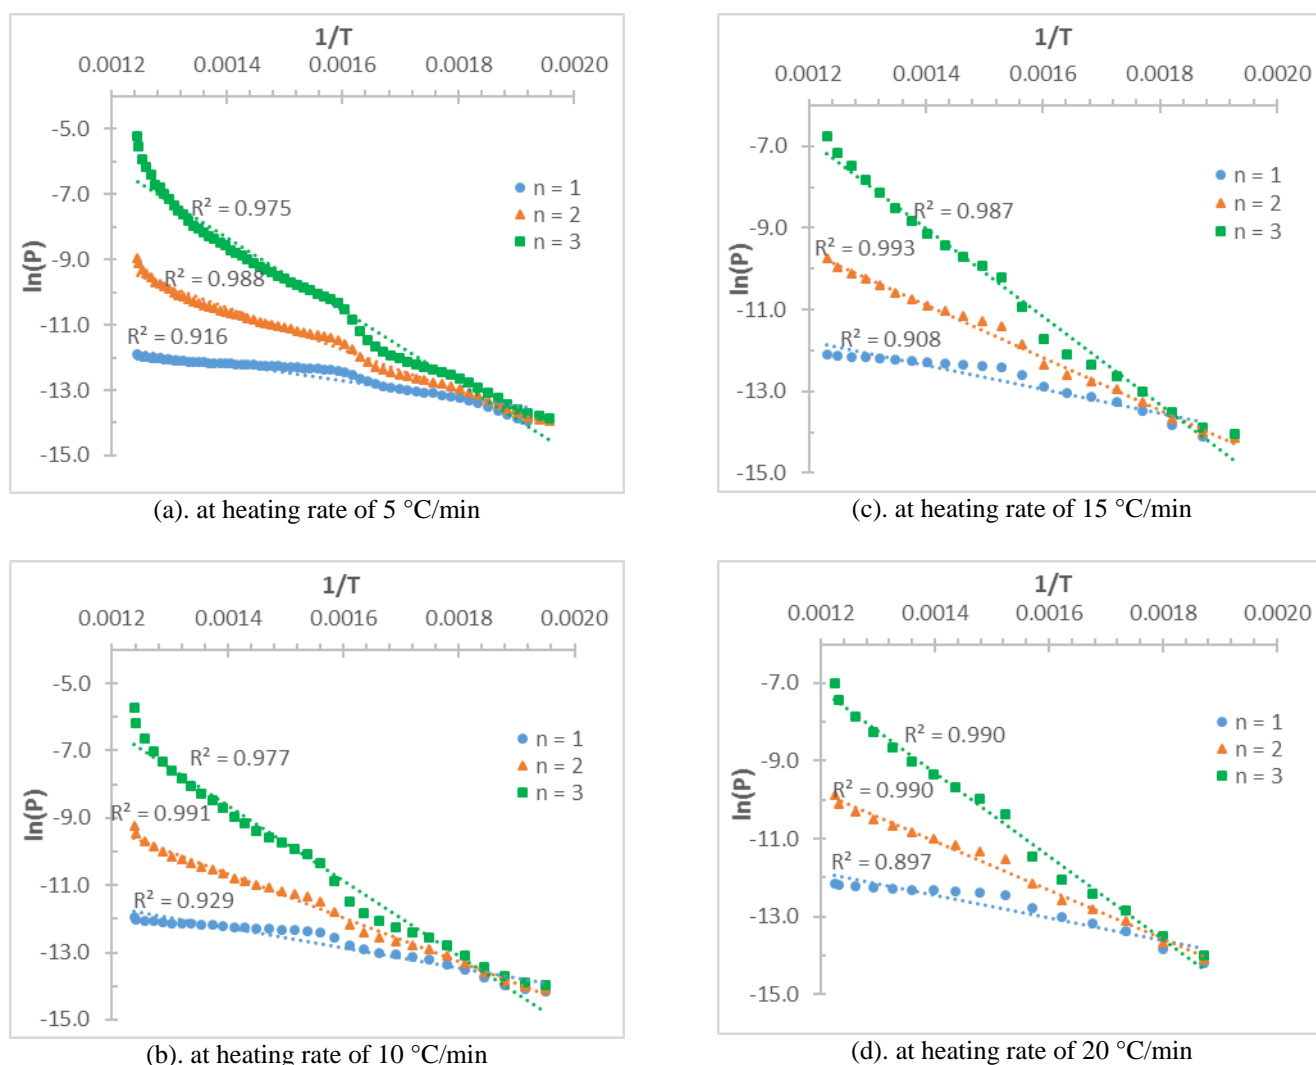 1/T
0.0012 0.0014 0.0016 0.0018 0.0020
-5.0
-7.0
-9.0
-11.0
-13.0
-15.0
ln(P)
R² = 0.975
R² = 0.988
R² = 0.916
n = 1
n = 2
n = 3
(a). at heating rate of 5 °C/min
1/T
0.0012 0.0014 0.0016 0.0018 0.0020
-7.0
-9.0
-11.0
-13.0
-15.0
ln(P)
R² = 0.987
R² = 0.993
R² = 0.908
n = 1
n = 2
n = 3
(c). at heating rate of 15 °C/min
1/T
0.0012 0.0014 0.0016 0.0018 0.0020
-5.0
-7.0
-9.0
-11.0
-13.0
-15.0
ln(P)
R² = 0.977
R² = 0.991
R² = 0.929
n = 1
n = 2
n = 3
(b). at heating rate of 10 °C/min
1/T
0.0012 0.0014 0.0016 0.0018 0.0020
-7.0
-9.0
-11.0
-13.0
-15.0
ln(P)
R² = 0.990
R² = 0.990
R² = 0.897
n = 1
n = 2
n = 3
(d). at heating rate of 20 °C/min